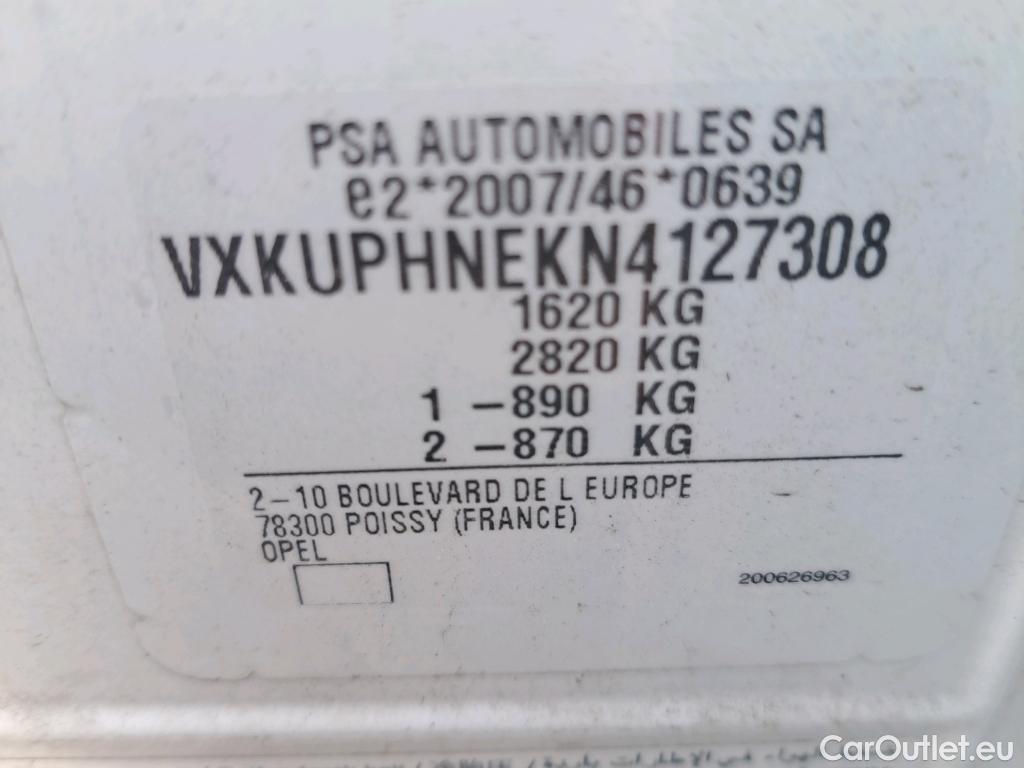 PSA AUTOMOBILES SA
e2*2007/46*0639
VXKUPHNEKN4127308
1620 KG
2820 KG
1 -890 KG
2 -870 KG
2-10 BOULEVARD DE L EUROPE
78300 POISSY (FRANCE)
OPEL
200626963
CarOutlet.eu